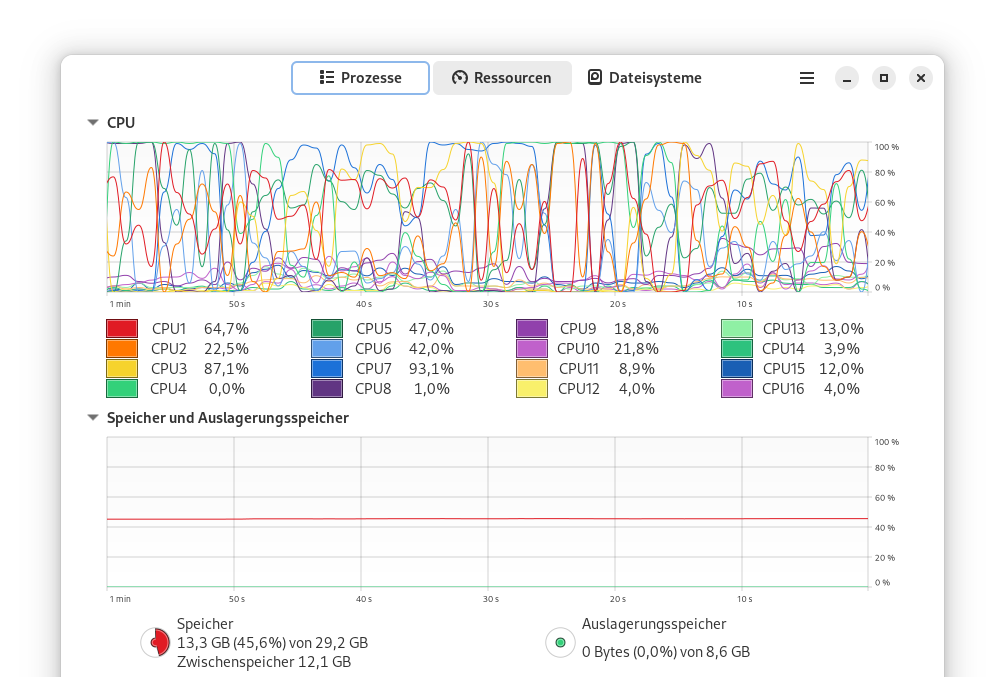 Prozesse Ressourcen Dateisysteme
CPU
100 %
80 %
60 %
40 %
20 %
0 %
1 min 50 s 40 s 30 s 20 s 10 s
CPU1 64,7% CPU5 47,0% CPU9 18,8% CPU13 13,0%
CPU2 22,5% CPU6 42,0% CPU10 21,8% CPU14 3,9%
CPU3 87,1% CPU7 93,1% CPU11 8,9% CPU15 12,0%
CPU4 0,0% CPU8 1,0% CPU12 4,0% CPU16 4,0%
Speicher und Auslagerungsspeicher
100 %
80 %
60 %
40 %
20 %
0 %
1 min 50 s 40 s 30 s 20 s 10 s
Speicher
13,3 GB (45,6%) von 29,2 GB
Zwischenspeicher 12,1 GB
Auslagerungsspeicher
0 Bytes (0,0%) von 8,6 GB